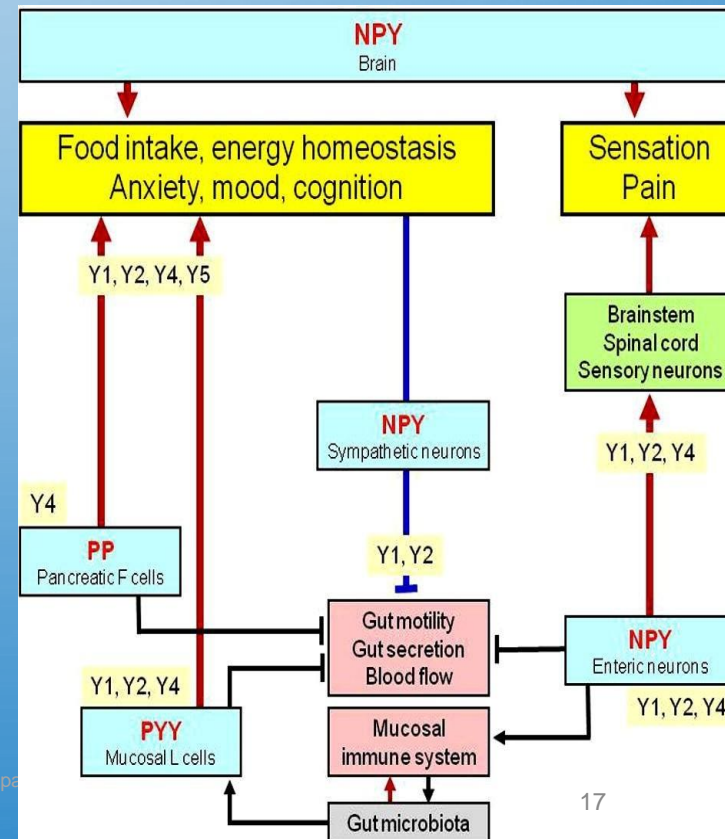 NPY
Brain
Food intake, energy homeostasis
Anxiety, mood, cognition
Sensation
Pain
Y1, Y2, Y4, Y5
Brainstem
Spinal cord
Sensory neurons
NPY
Sympathetic neurons
Y1, Y2, Y4
Y4
PP
Pancreatic F cells
Y1, Y2
Gut motility
Gut secretion
Blood flow
NPY
Enteric neurons
Y1, Y2, Y4
Y1, Y2, Y4
PYY
Mucosal L cells
Mucosal
immune system
Gut microbiota
17